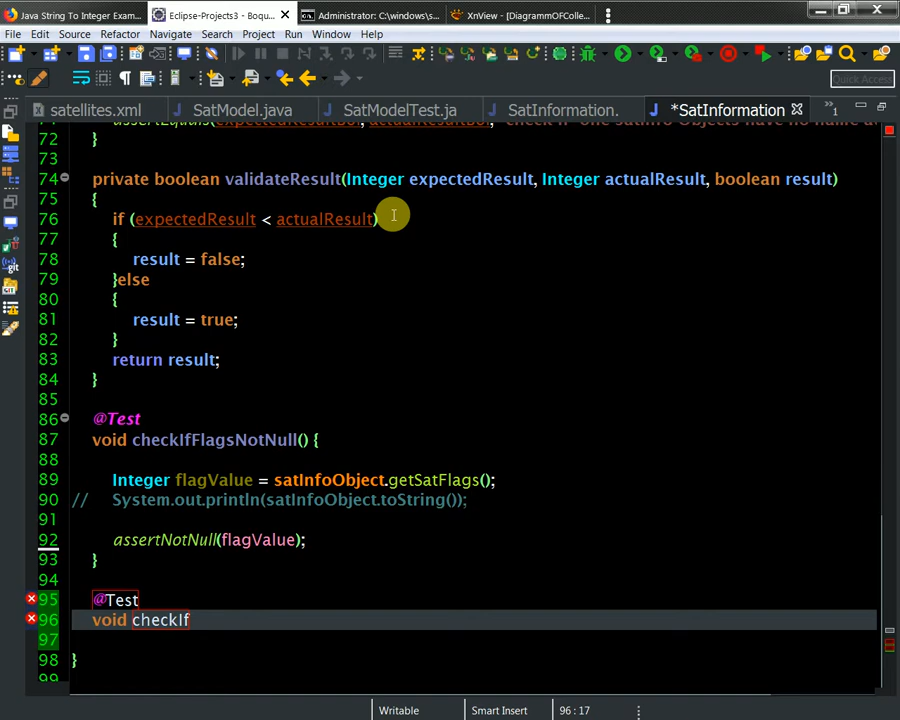 Java String To Integer Exam... Eclipse-Projects3 - Boqu... Administrator: C:\windows\s... XnView - [DiagrammOfColle...
File Edit Source Refactor Navigate Search Project Run Window Help
Quick Access
satellites.xml SatModel.java SatModelTest.ja SatInformation. *SatInformation 1
72 }
73
74 private boolean validateResult(Integer expectedResult, Integer actualResult, boolean result)
75 {
76 if (expectedResult < actualResult)
77 {
78 result = false;
79 }else
80 {
81 result = true;
82 }
83 return result;
84 }
85
86 @Test
87 void checkIfFlagsNotNull() {
88
89 Integer flagValue = satInfoObject.getSatFlags();
90 // System.out.println(satInfoObject.toString());
91
92 assertNotNull(flagValue);
93 }
94
95 @Test
96 void checkIf
97
98 }
99
Writable Smart Insert 96 : 17